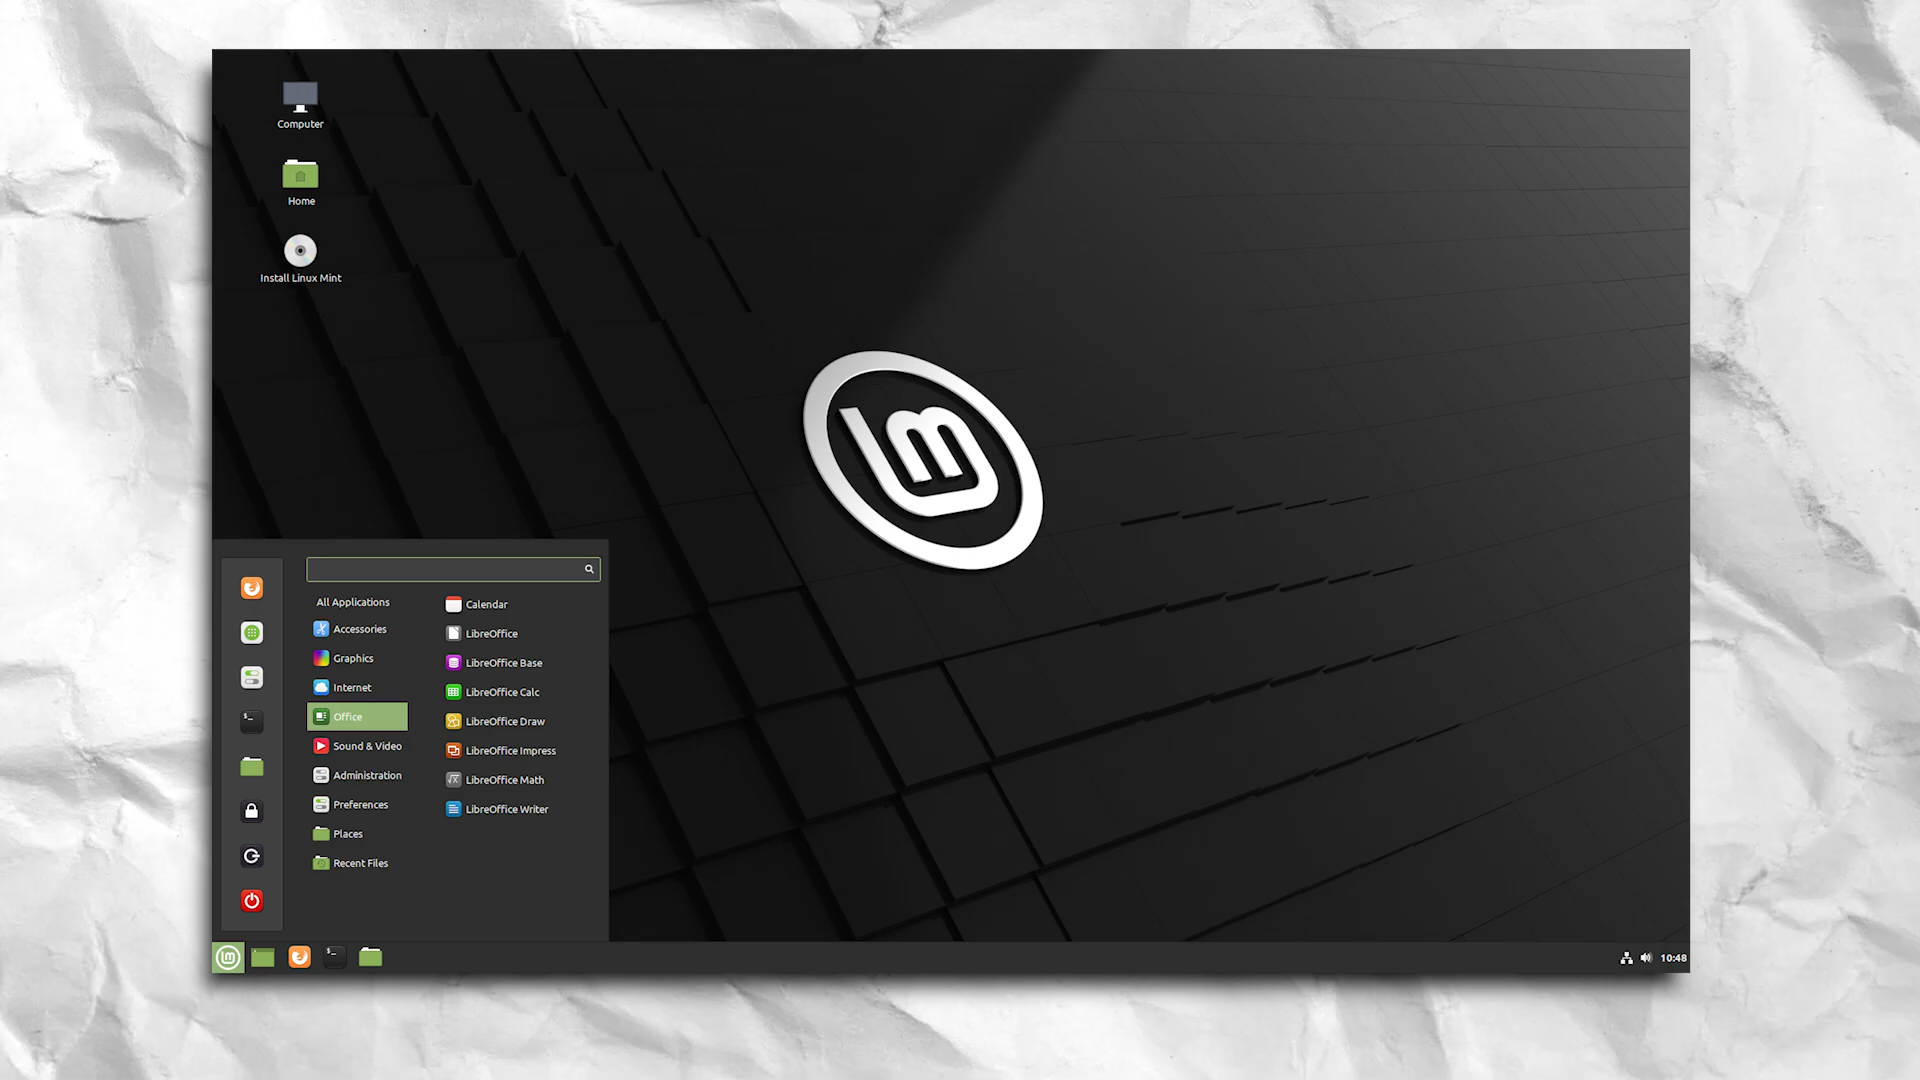 Computer
Home
Install Linux Mint
All Applications
Accessories
Graphics
Internet
Office
Sound & Video
Administration
Preferences
Places
Recent Files
Calendar
LibreOffice
LibreOffice Base
LibreOffice Calc
LibreOffice Draw
LibreOffice Impress
LibreOffice Math
LibreOffice Writer
10:48